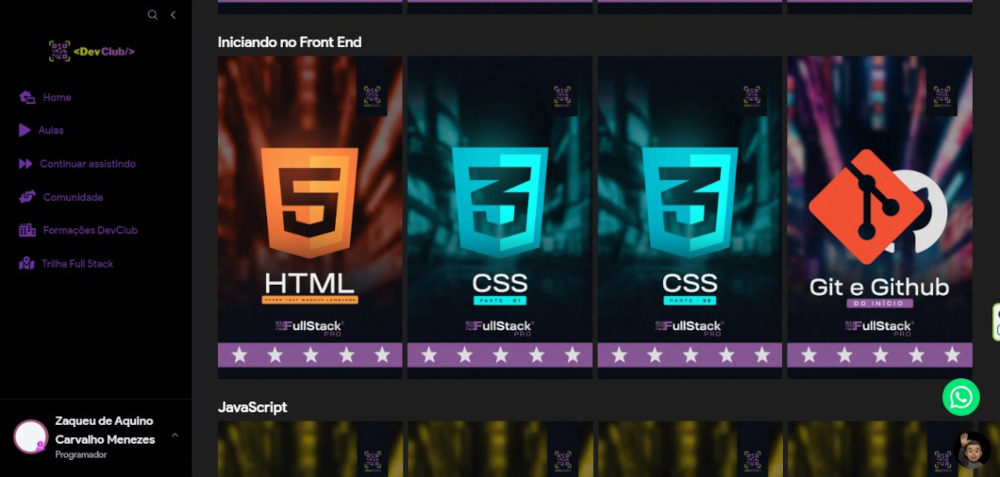 <DevClub/>
Home
Aulas
Continuar assistindo
Comunidade
Formações DevClub
Trilha Full Stack
Zaqueu de Aquino
Carvalho Menezes
Programador
Iniciando no Front End
HTML
HYPER TEXT MARKUP LANGUAGE
FullStack
PRO
CSS
PARTE - 01
FullStack
PRO
CSS
PARTE - 02
FullStack
PRO
Git e Github
DO INÍCIO
FullStack
PRO
JavaScript